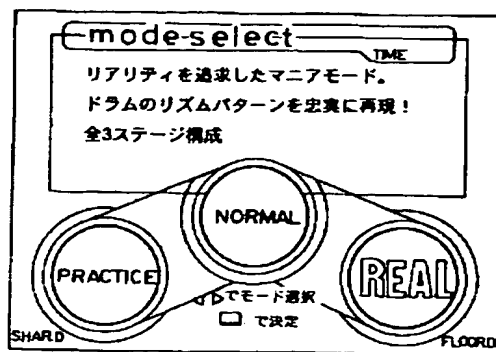 mode-select
TIME
リアリティを追求したマニアモード。
ドラムのリズムパターンを忠実に再現！
全3ステージ構成
NORMAL
PRACTICE
REAL
◁▷でモード選択
□ で決定
SHARD
FLOORD